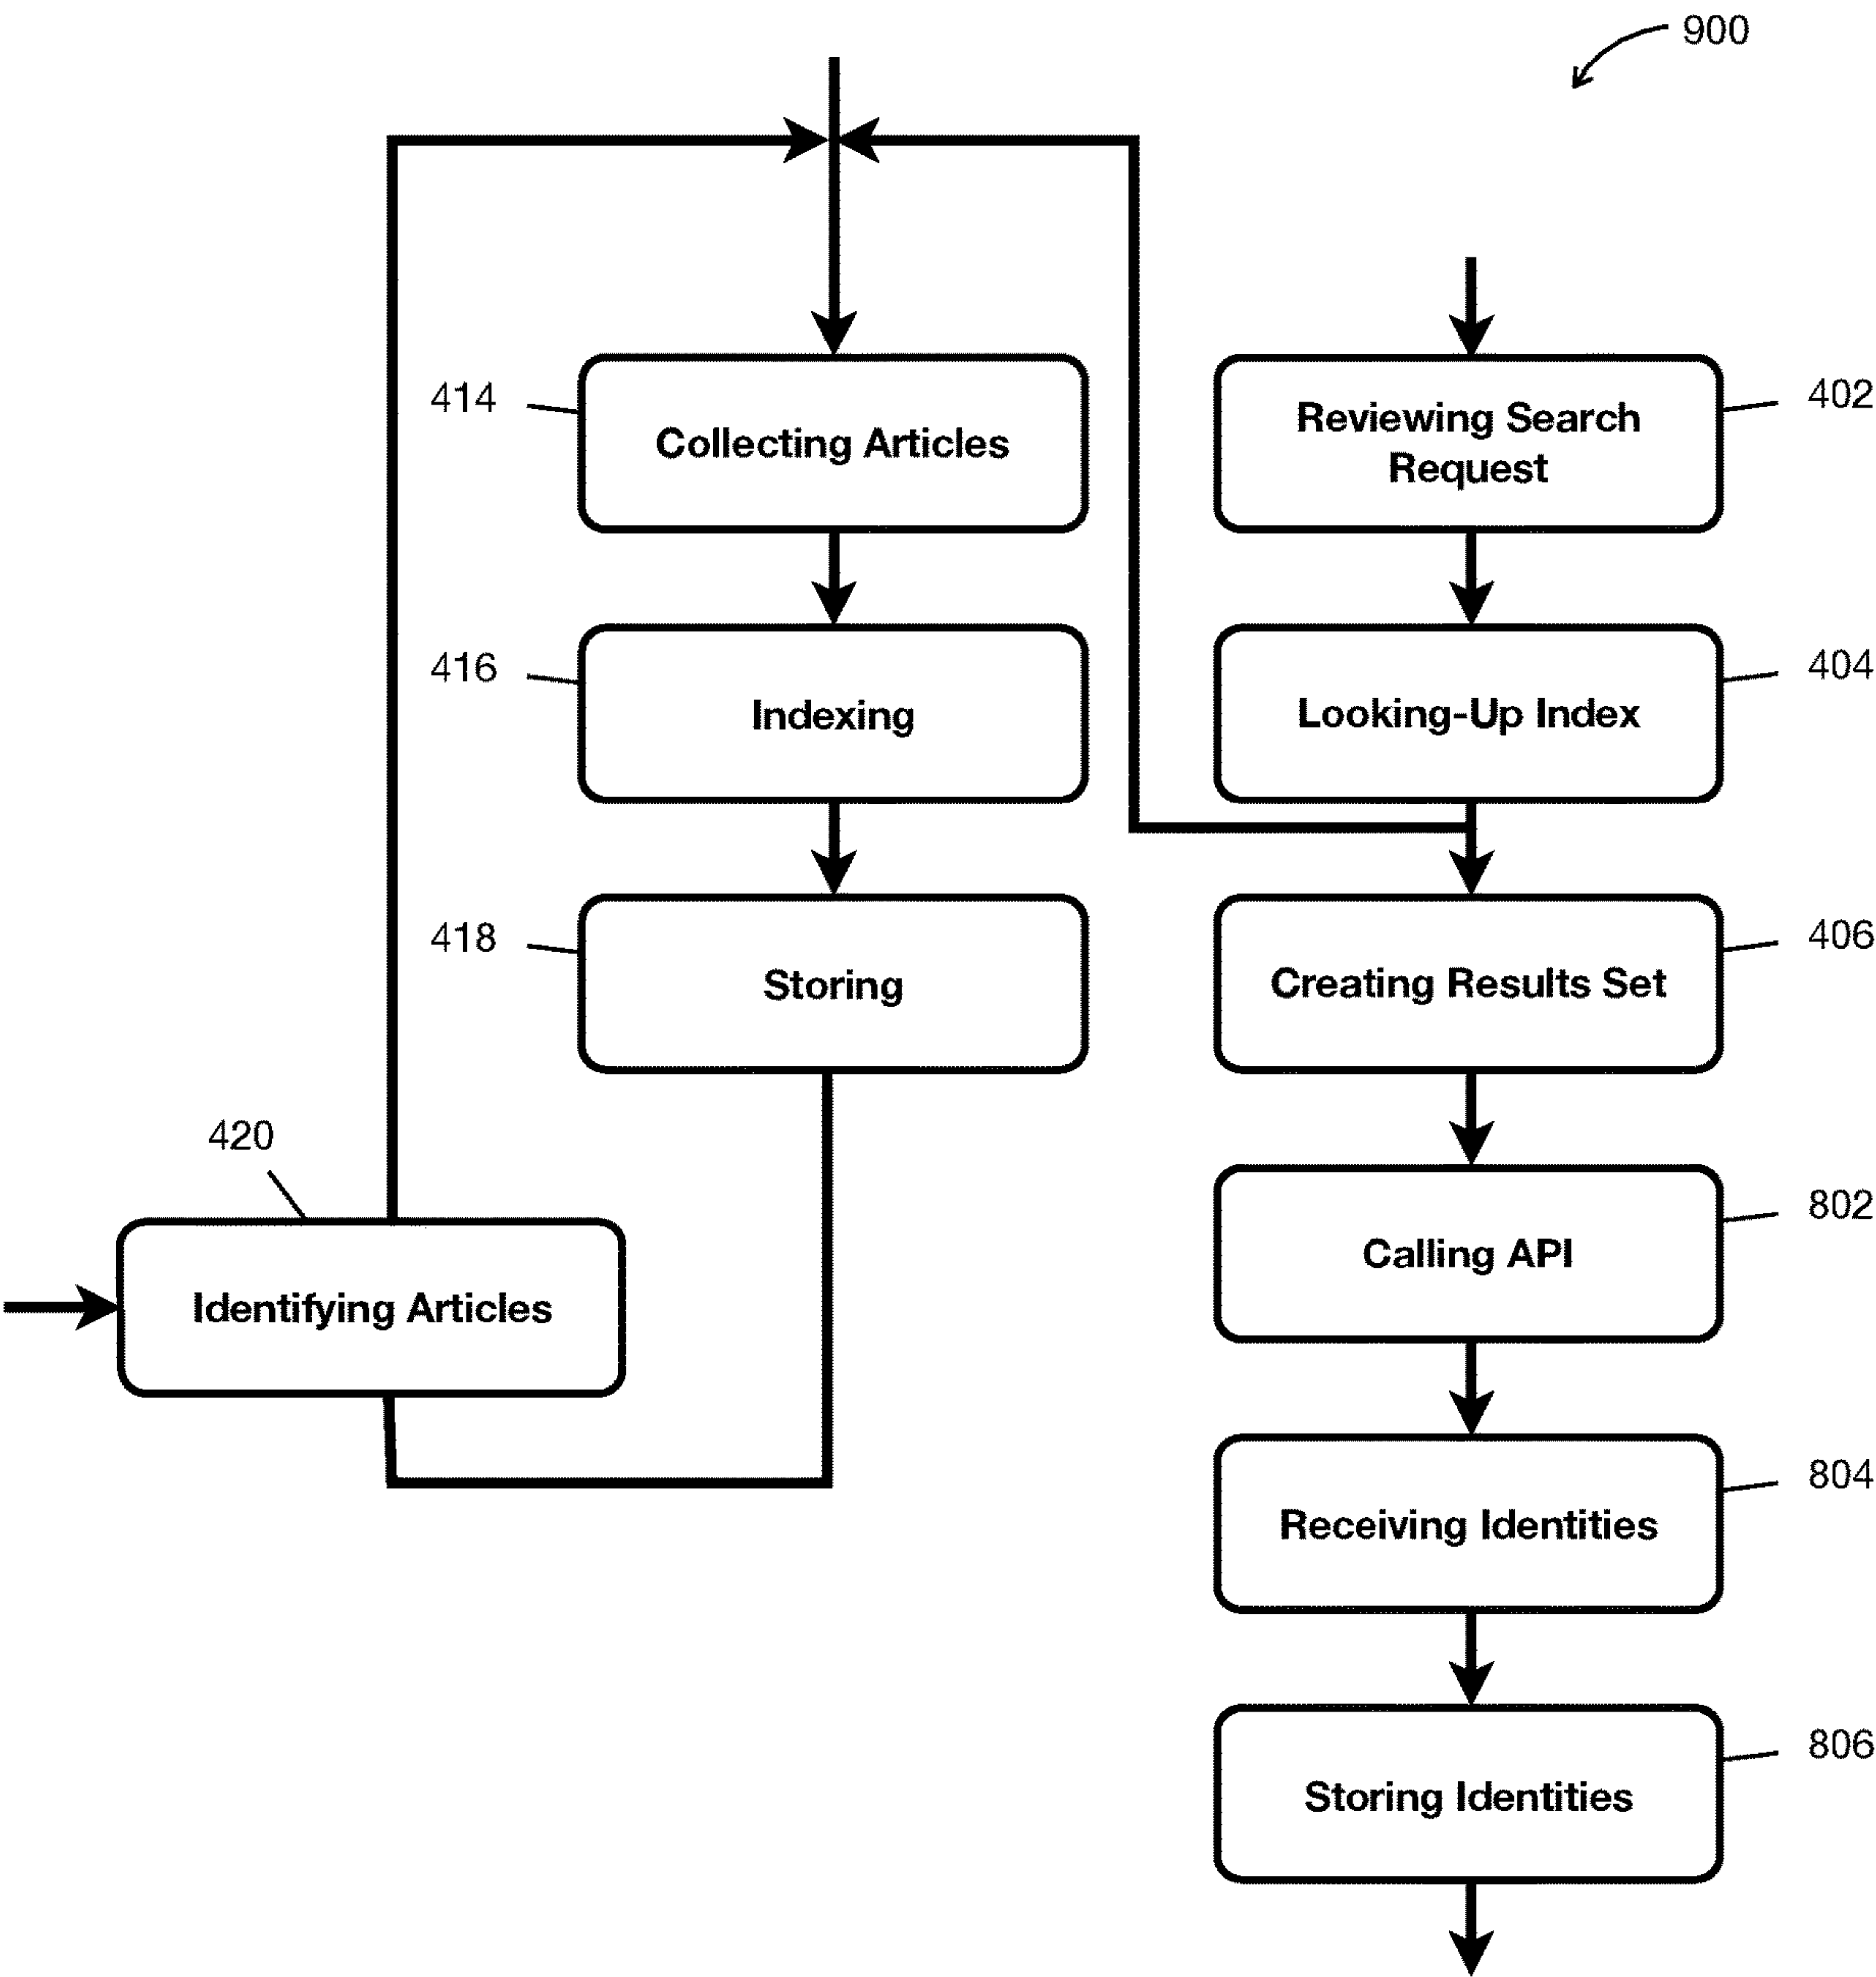 900
414
Collecting Articles
402
Reviewing Search
Request
416
Indexing
404
Looking-Up Index
418
Storing
406
Creating Results Set
420
Identifying Articles
802
Calling API
804
Receiving Identities
806
Storing Identities